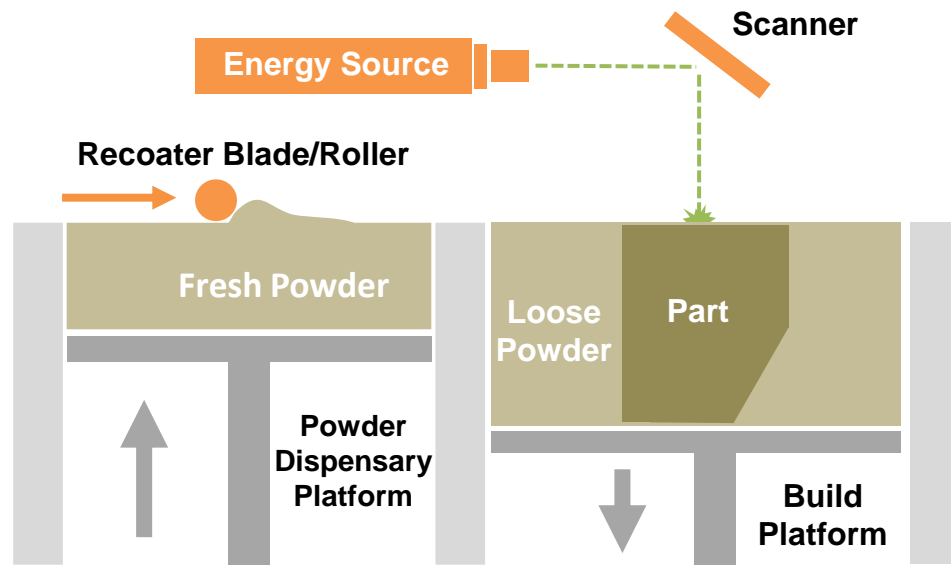 Scanner
Energy Source
Recoater Blade/Roller
Fresh Powder
Loose
Powder
Part
Powder
Dispensary
Platform
Build
Platform